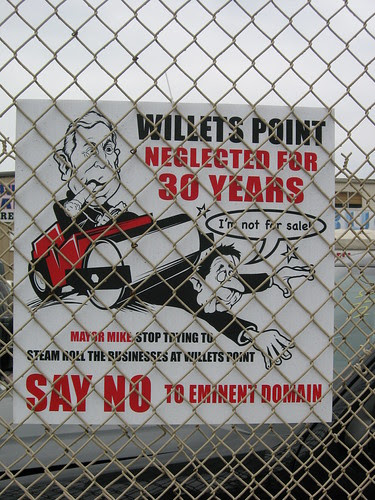 WILLETS POINT
NEGLECTED FOR
30 YEARS
I'm not for sale!
MAYOR MIKE STOP TRYING TO
STEAM ROLL THE BUSINESSES AT WILLETS POINT
SAY NO TO EMINENT DOMAIN